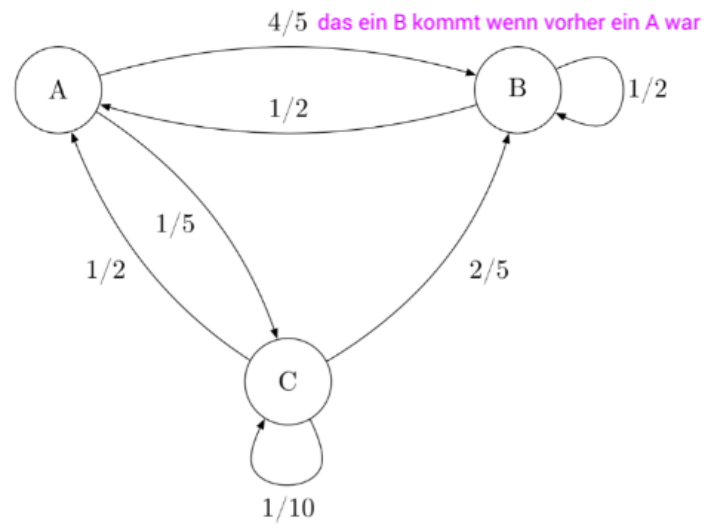 4/5 das ein B kommt wenn vorher ein A war
A
B
1/2
1/2
1/5
1/2
2/5
C
1/10